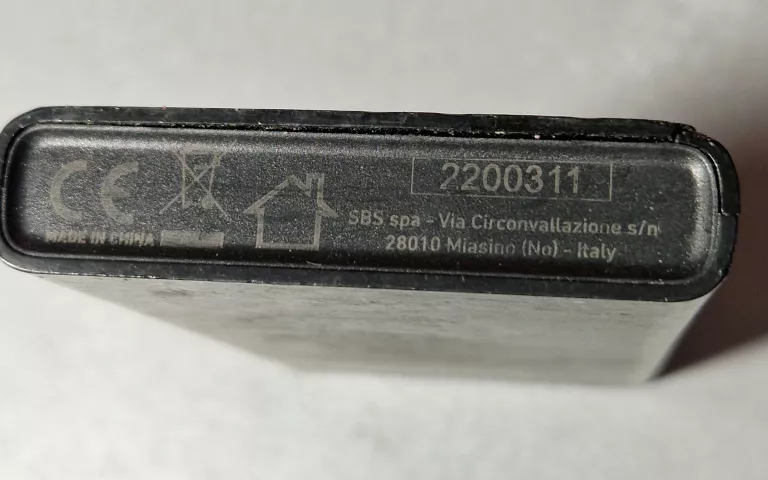 CE
2200311
SBS spa - Via Circonvallazione s/n
28010 Miasino (No) - Italy
MADE IN CHINA